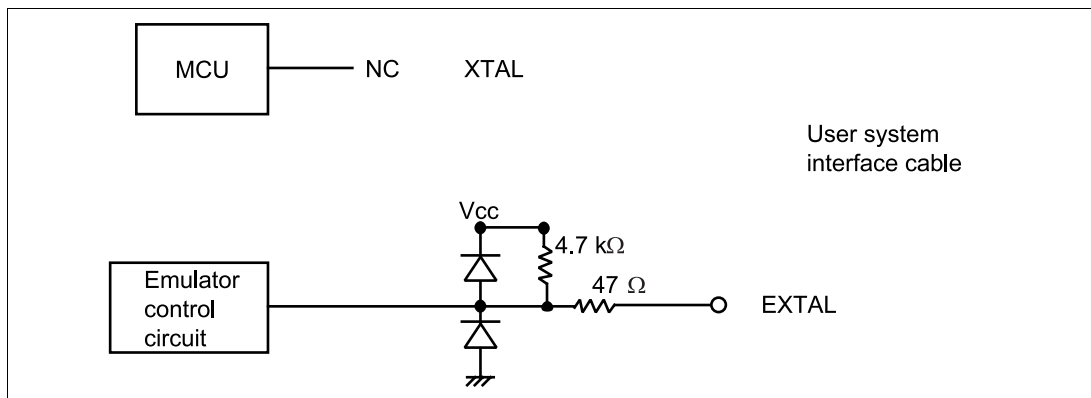 MCU
NC
XTAL
User system
interface cable
Vcc
4.7 kΩ
47 Ω
Emulator
control
circuit
EXTAL